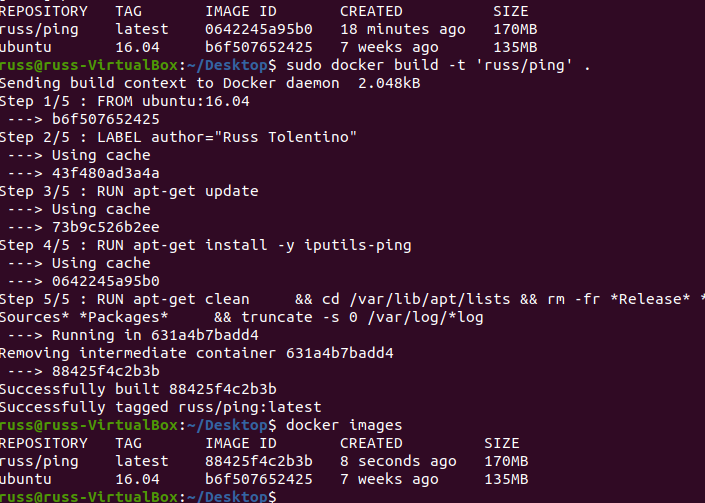 REPOSITORY TAG IMAGE ID CREATED SIZE
russ/ping latest 0642245a95b0 18 minutes ago 170MB
ubuntu 16.04 b6f507652425 7 weeks ago 135MB
russ@russ-VirtualBox:~/Desktop$ sudo docker build -t 'russ/ping' .
Sending build context to Docker daemon 2.048kB
Step 1/5 : FROM ubuntu:16.04
---> b6f507652425
Step 2/5 : LABEL author="Russ Tolentino"
---> Using cache
---> 43f480ad3a4a
Step 3/5 : RUN apt-get update
---> Using cache
---> 73b9c526b2ee
Step 4/5 : RUN apt-get install -y iputils-ping
---> Using cache
---> 0642245a95b0
Step 5/5 : RUN apt-get clean && cd /var/lib/apt/lists && rm -fr *Release* *
Sources* *Packages* && truncate -s 0 /var/log/*log
---> Running in 631a4b7badd4
Removing intermediate container 631a4b7badd4
---> 88425f4c2b3b
Successfully built 88425f4c2b3b
Successfully tagged russ/ping:latest
russ@russ-VirtualBox:~/Desktop$ docker images
REPOSITORY TAG IMAGE ID CREATED SIZE
russ/ping latest 88425f4c2b3b 8 seconds ago 170MB
ubuntu 16.04 b6f507652425 7 weeks ago 135MB
russ@russ-VirtualBox:~/Desktop$